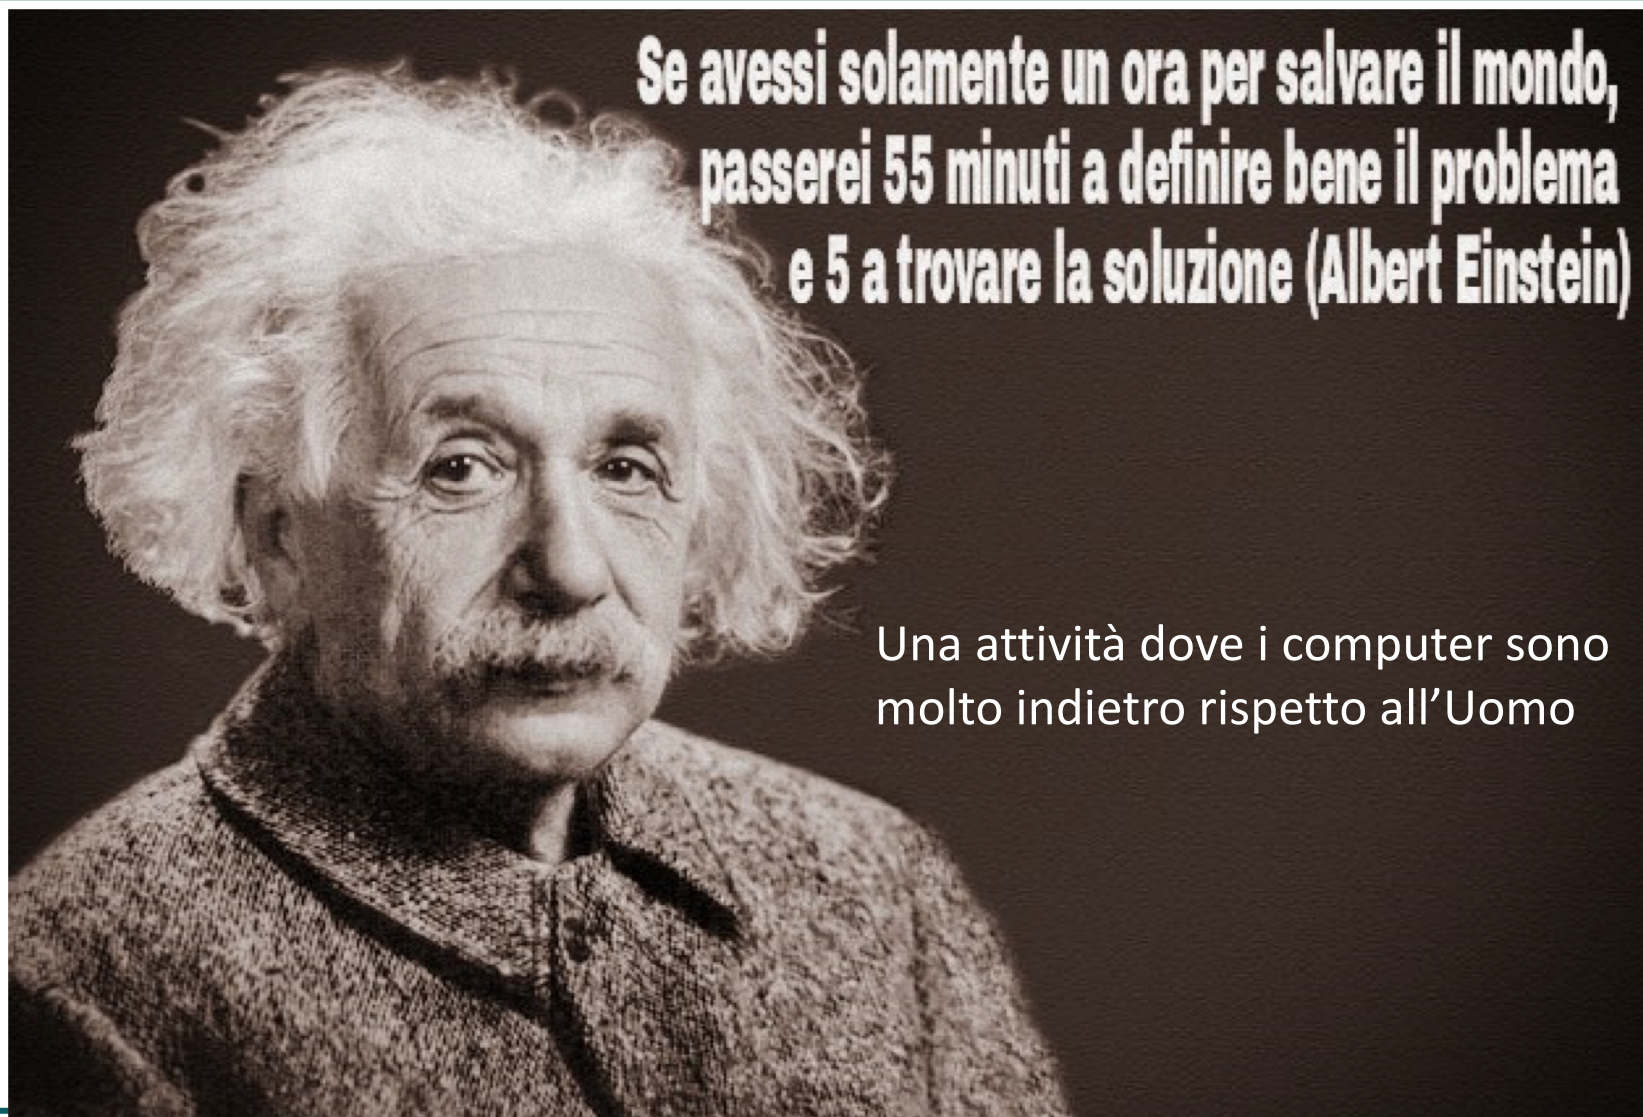 Se avessi solamente un ora per salvare il mondo,
passerei 55 minuti a definire bene il problema
e 5 a trovare la soluzione (Albert Einstein)
Una attività dove i computer sono
molto indietro rispetto all’Uomo